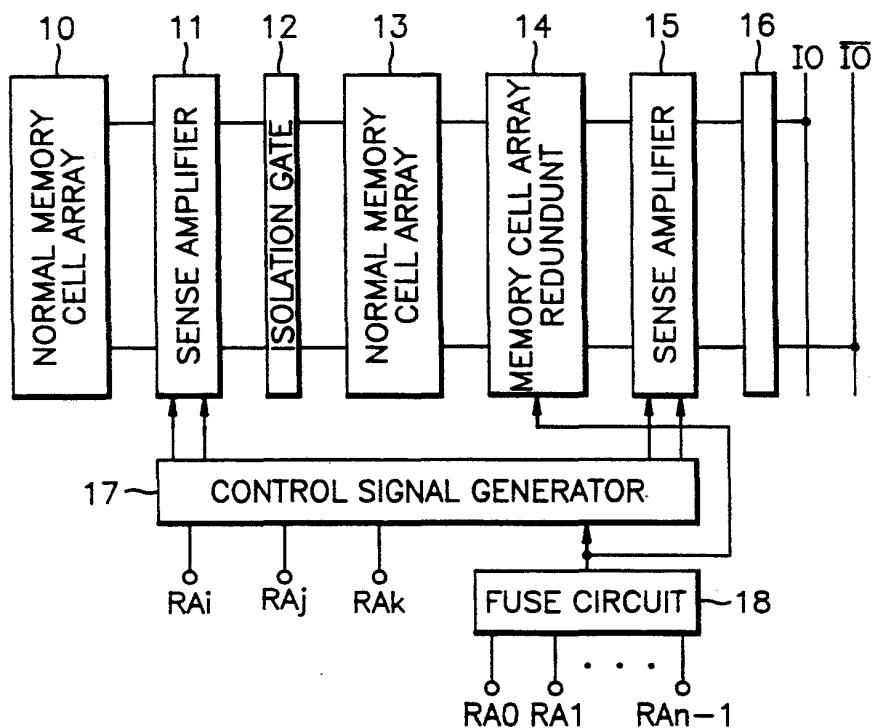 10 11 12 13 14 15 16
IO I̅O̅
NORMAL MEMORY
CELL ARRAY
SENSE AMPLIFIER
ISOLATION GATE
NORMAL MEMORY
CELL ARRAY
MEMORY CELL ARRAY
REDUNDUNT
SENSE AMPLIFIER
17
CONTROL SIGNAL GENERATOR
RAi RAj RAk
FUSE CIRCUIT
18
RA0 RA1 · · · RAn-1